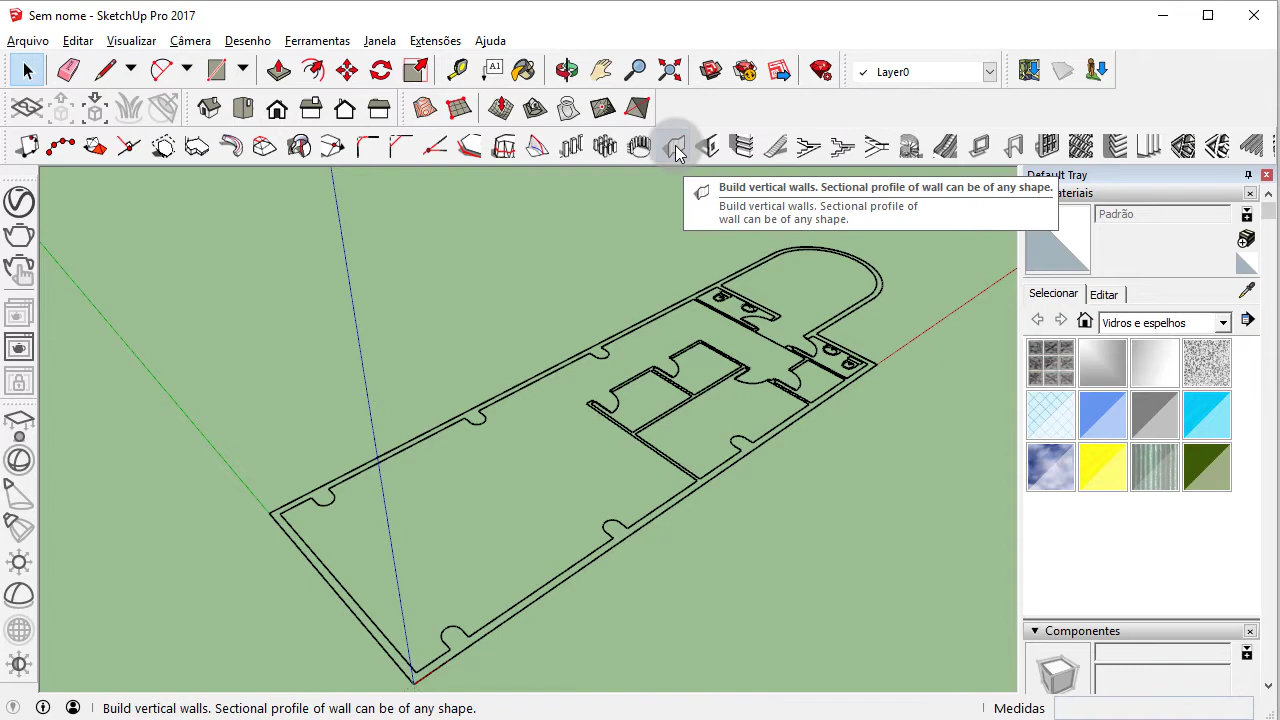 Sem nome - SketchUp Pro 2017
Arquivo Editar Visualizar Câmera Desenho Ferramentas Janela Extensões Ajuda
A1
Layer0
Default Tray
Build vertical walls. Sectional profile of wall can be of any shape.
Build vertical walls. Sectional profile of
wall can be of any shape.
ateriais
Padrão
Selecionar Editar
Vidros e espelhos
Componentes
Build vertical walls. Sectional profile of wall can be of any shape.
Medidas